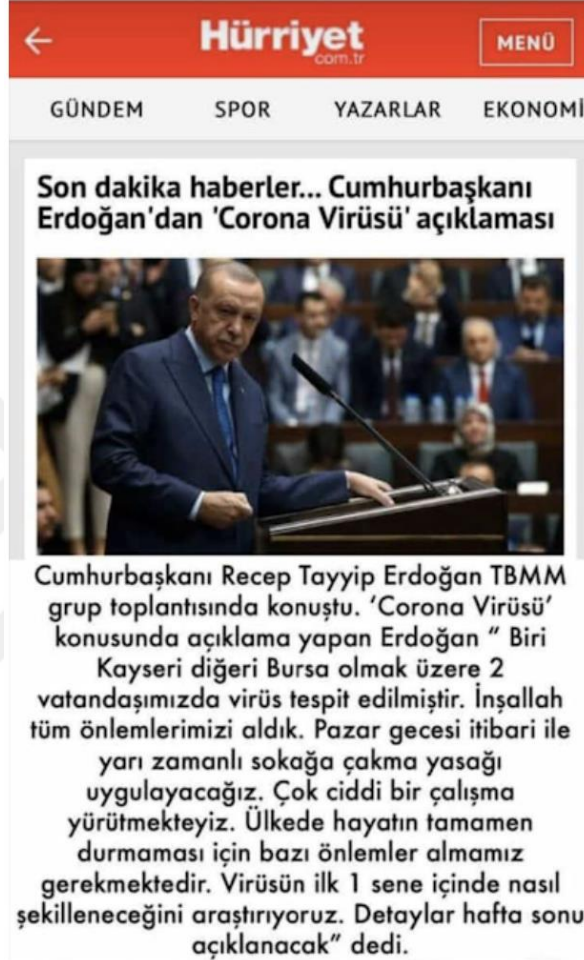 Hürriyet
com.tr
MENÜ
GÜNDEM SPOR YAZARLAR EKONOMİ
Son dakika haberler... Cumhurbaşkanı
Erdoğan'dan 'Corona Virüsü' açıklaması
Cumhurbaşkanı Recep Tayyip Erdoğan TBMM
grup toplantısında konuştu. ‘Corona Virüsü’
konusunda açıklama yapan Erdoğan “ Biri
Kayseri diğeri Bursa olmak üzere 2
vatandaşımızda virüs tespit edilmiştir. İnşallah
tüm önlemlerimizi aldık. Pazar gecesi itibari ile
yarı zamanlı sokağa çakma yasağı
uygulayacağız. Çok ciddi bir çalışma
yürütmekteyiz. Ülkede hayatın tamamen
durmaması için bazı önlemler almamız
gerekmektedir. Virüsün ilk 1 sene içinde nasıl
şekilleneceğini araştırıyoruz. Detaylar hafta sonu
açıklanacak” dedi.